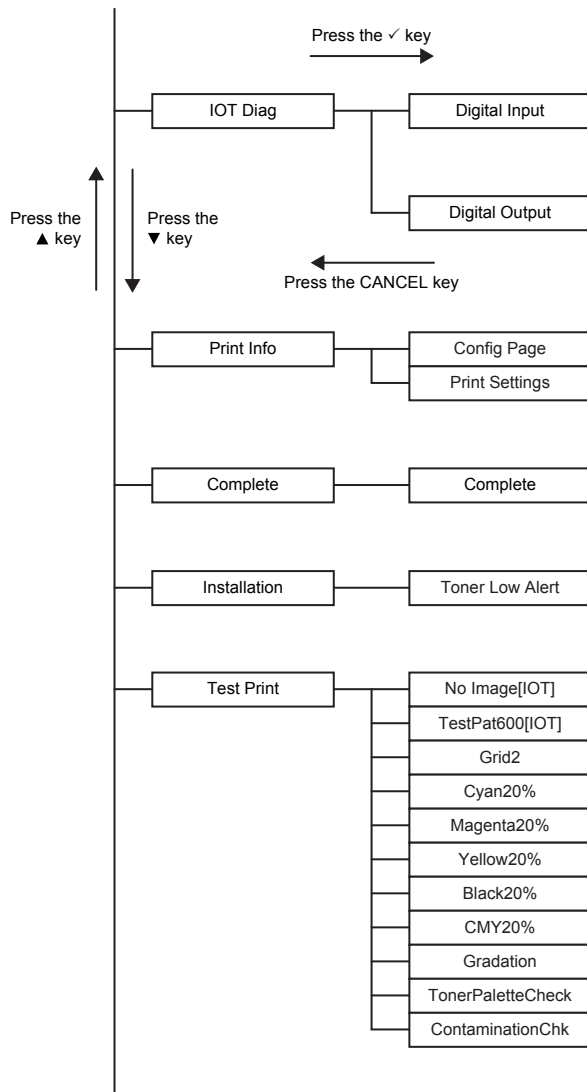 Press the ✓ key
IOT Diag
Digital Input
Digital Output
Press the
▲ key
Press the
▼ key
Press the CANCEL key
Print Info
Config Page
Print Settings
Complete
Complete
Installation
Toner Low Alert
Test Print
No Image[IOT]
TestPat600[IOT]
Grid2
Cyan20%
Magenta20%
Yellow20%
Black20%
CMY20%
Gradation
TonerPaletteCheck
ContaminationChk